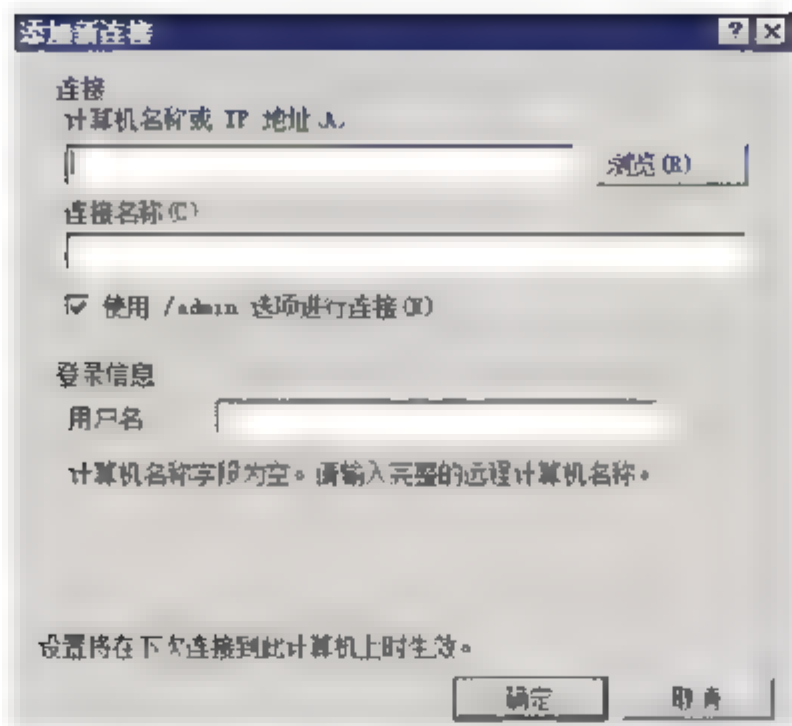 添加新连接
连接
计算机名称或 IP 地址(A):
浏览(R)
连接名称(C)
使用 /admin 选项进行连接(N)
登录信息
用户名
计算机名称字段为空。请输入完整的远程计算机名称。
设置将在下次连接到此计算机上时生效。
确定
取消